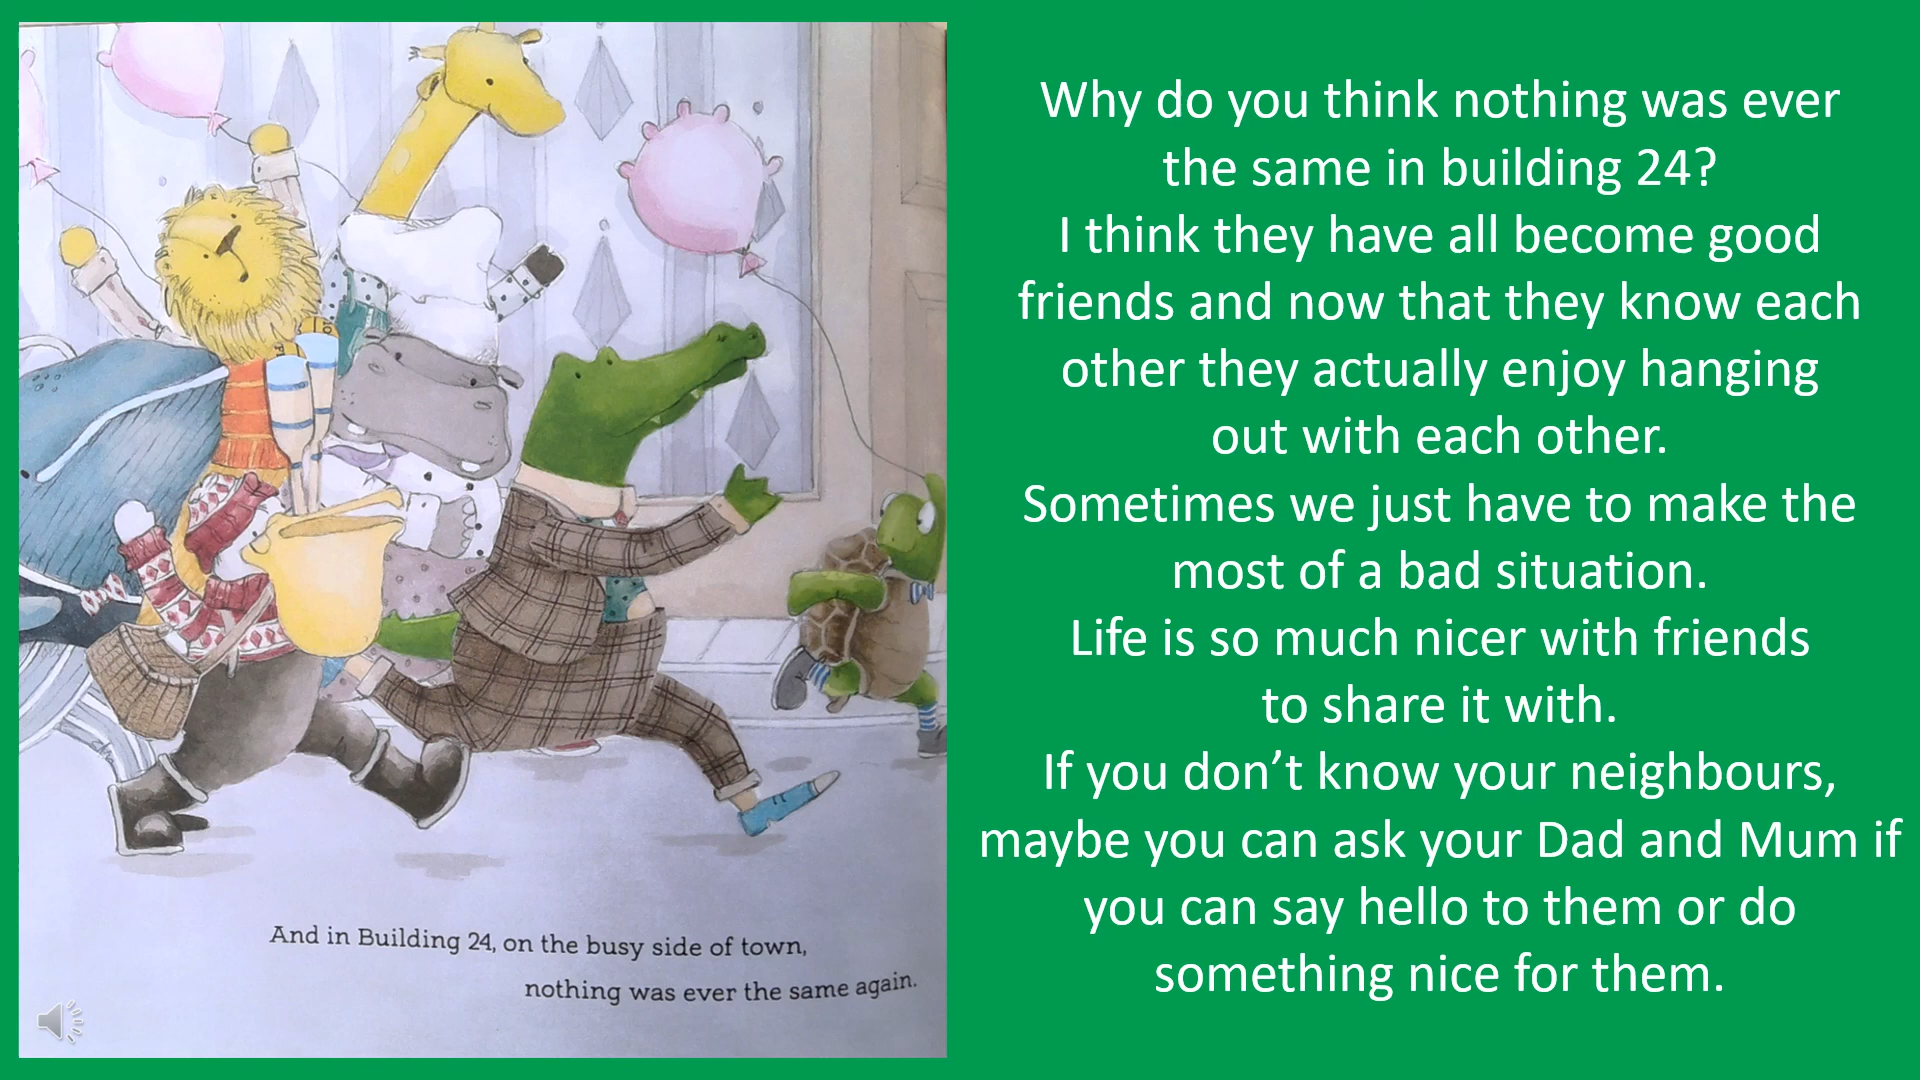 And in Building 24, on the busy side of town,
nothing was ever the same again.
Why do you think nothing was ever
the same in building 24?
I think they have all become good
friends and now that they know each
other they actually enjoy hanging
out with each other.
Sometimes we just have to make the
most of a bad situation.
Life is so much nicer with friends
to share it with.
If you don’t know your neighbours,
maybe you can ask your Dad and Mum if
you can say hello to them or do
something nice for them.